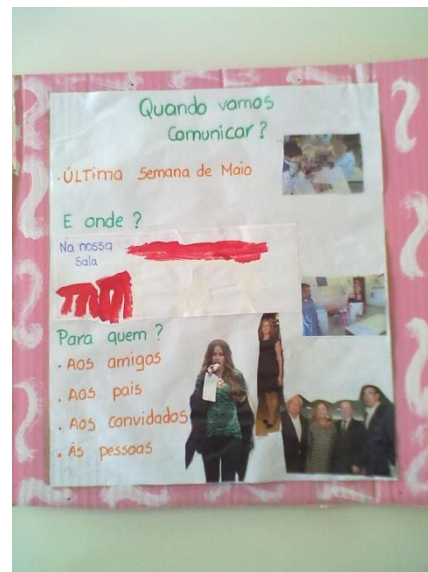 Quando vamos
Comunicar?
· ÚLTima Semana de Maio
E onde?
Na nossa
Sala
Para quem?
· Aos amigos
· Aos pais
· Aos convidados
· Ás pessoas